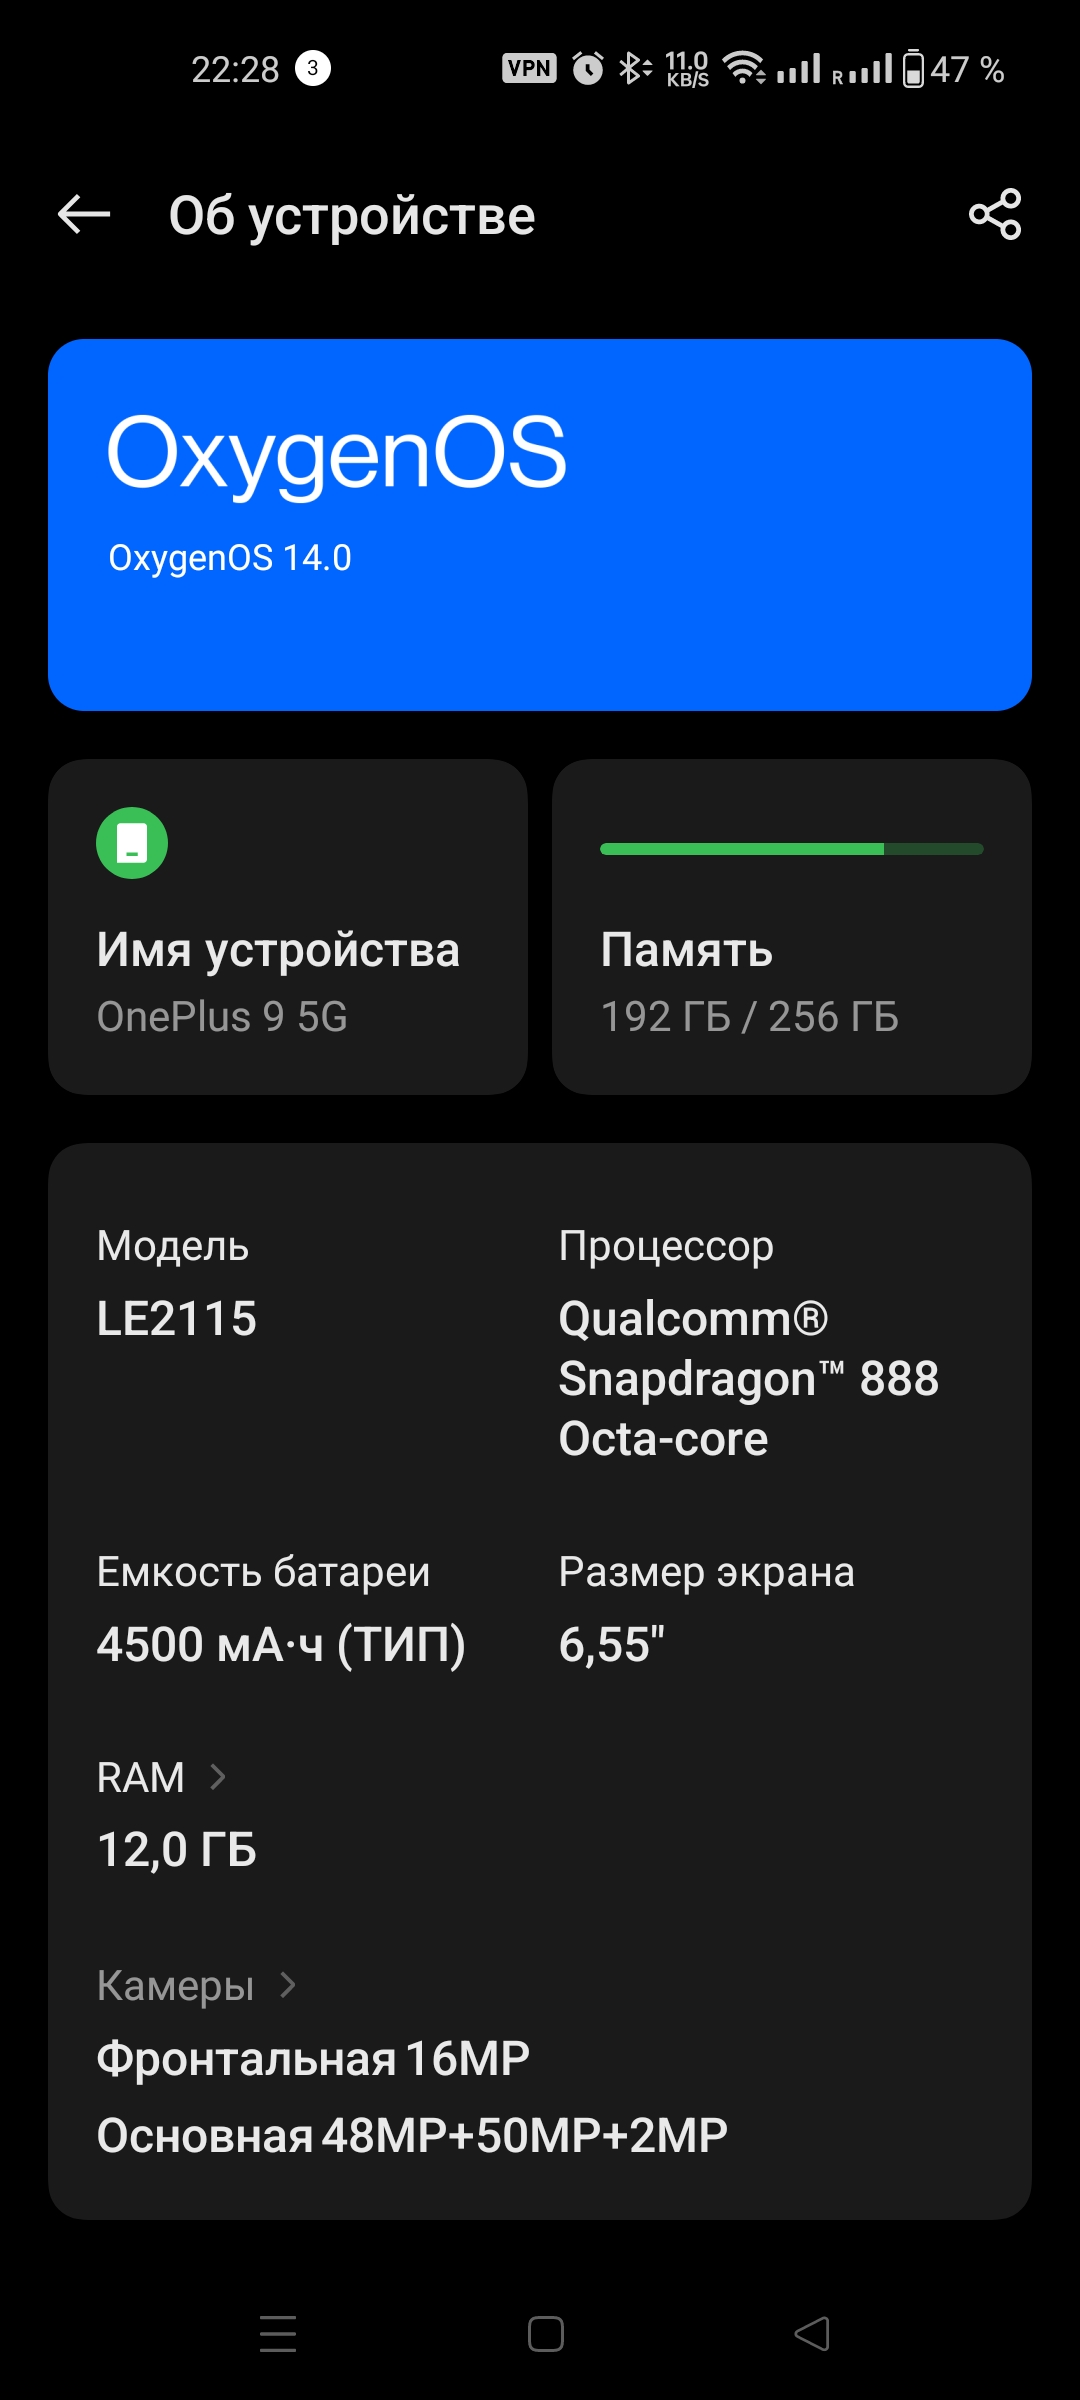 22:28 3 VPN 11.0 KB/S R 47 %
Об устройстве
OxygenOS
OxygenOS 14.0
Имя устройства
OnePlus 9 5G
Память
192 ГБ / 256 ГБ
Модель
LE2115
Процессор
Qualcomm®
Snapdragon™ 888
Octa-core
Емкость батареи
4500 мА·ч (ТИП)
Размер экрана
6,55"
RAM
12,0 ГБ
Камеры
Фронтальная 16MP
Основная 48MP+50MP+2MP